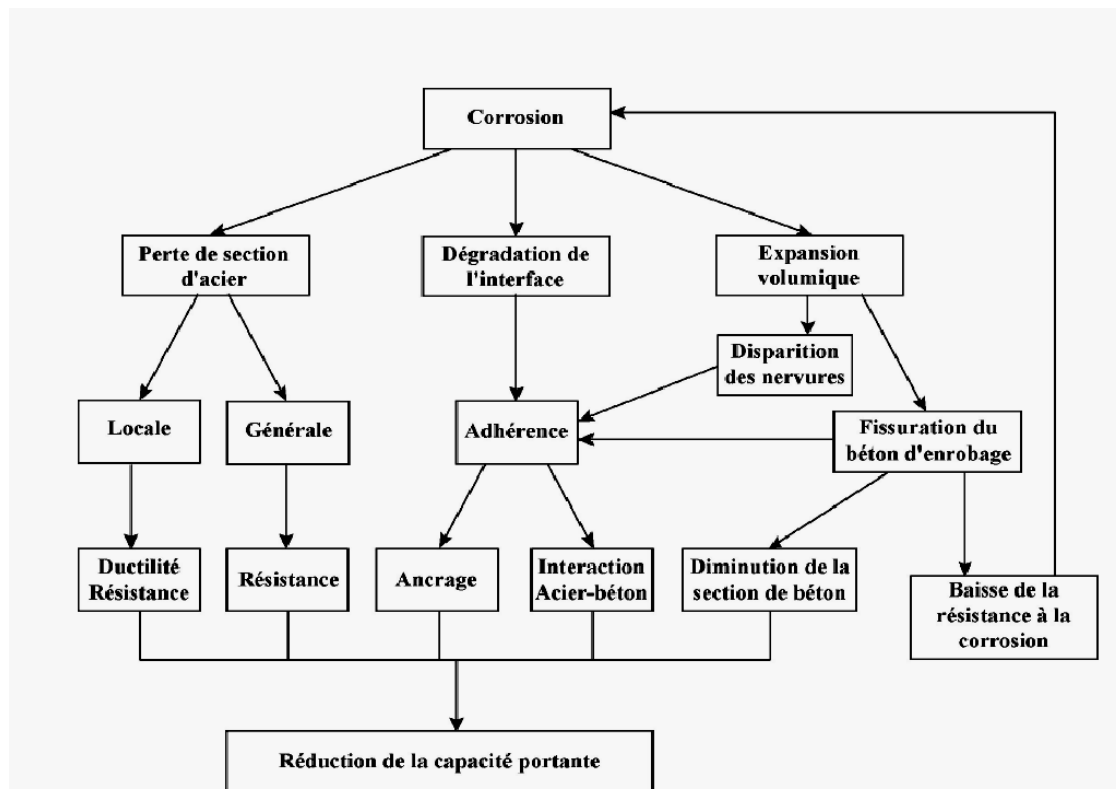 Corrosion
Perte de section
d'acier
Dégradation de
l'interface
Expansion
volumique
Disparition
des nervures
Locale
Générale
Adhérence
Fissuration du
béton d'enrobage
Ductilité
Résistance
Résistance
Ancrage
Interaction
Acier-béton
Diminution de la
section de béton
Baisse de la
résistance à la
corrosion
Réduction de la capacité portante